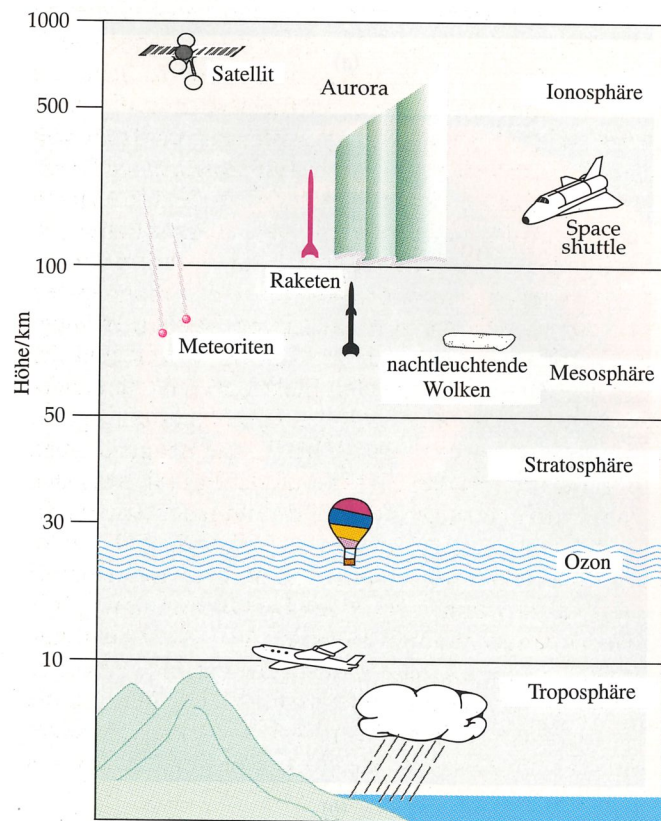 1000
Satellit
Aurora
Ionosphäre
500
Space
shuttle
100
Raketen
Meteoriten
nachtleuchtende
Wolken
Mesosphäre
Höhe/km
50
Stratosphäre
30
Ozon
10
Troposphäre